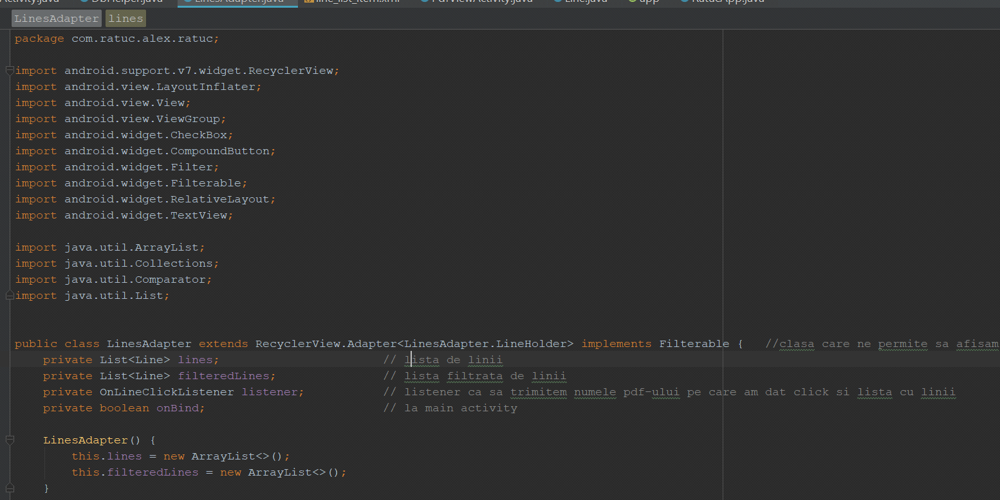 LinesAdapter.java
line_list_item.xml
PdfViewActivity.java
Line.java
app
RatucApp.java
LinesAdapter lines
package com.ratuc.alex.ratuc;
import android.support.v7.widget.RecyclerView;
import android.view.LayoutInflater;
import android.view.View;
import android.view.ViewGroup;
import android.widget.CheckBox;
import android.widget.CompoundButton;
import android.widget.Filter;
import android.widget.Filterable;
import android.widget.RelativeLayout;
import android.widget.TextView;
import java.util.ArrayList;
import java.util.Collections;
import java.util.Comparator;
import java.util.List;
public class LinesAdapter extends RecyclerView.Adapter<LinesAdapter.LineHolder> implements Filterable { //clasa care ne permite sa afisam
private List<Line> lines; // lista de linii
private List<Line> filteredLines; // lista filtrata de linii
private OnLineClickListener listener; // listener ca sa trimitem numele pdf-ului pe care am dat click si lista cu linii
private boolean onBind; // la main activity
LinesAdapter() {
this.lines = new ArrayList<>();
this.filteredLines = new ArrayList<>();
}